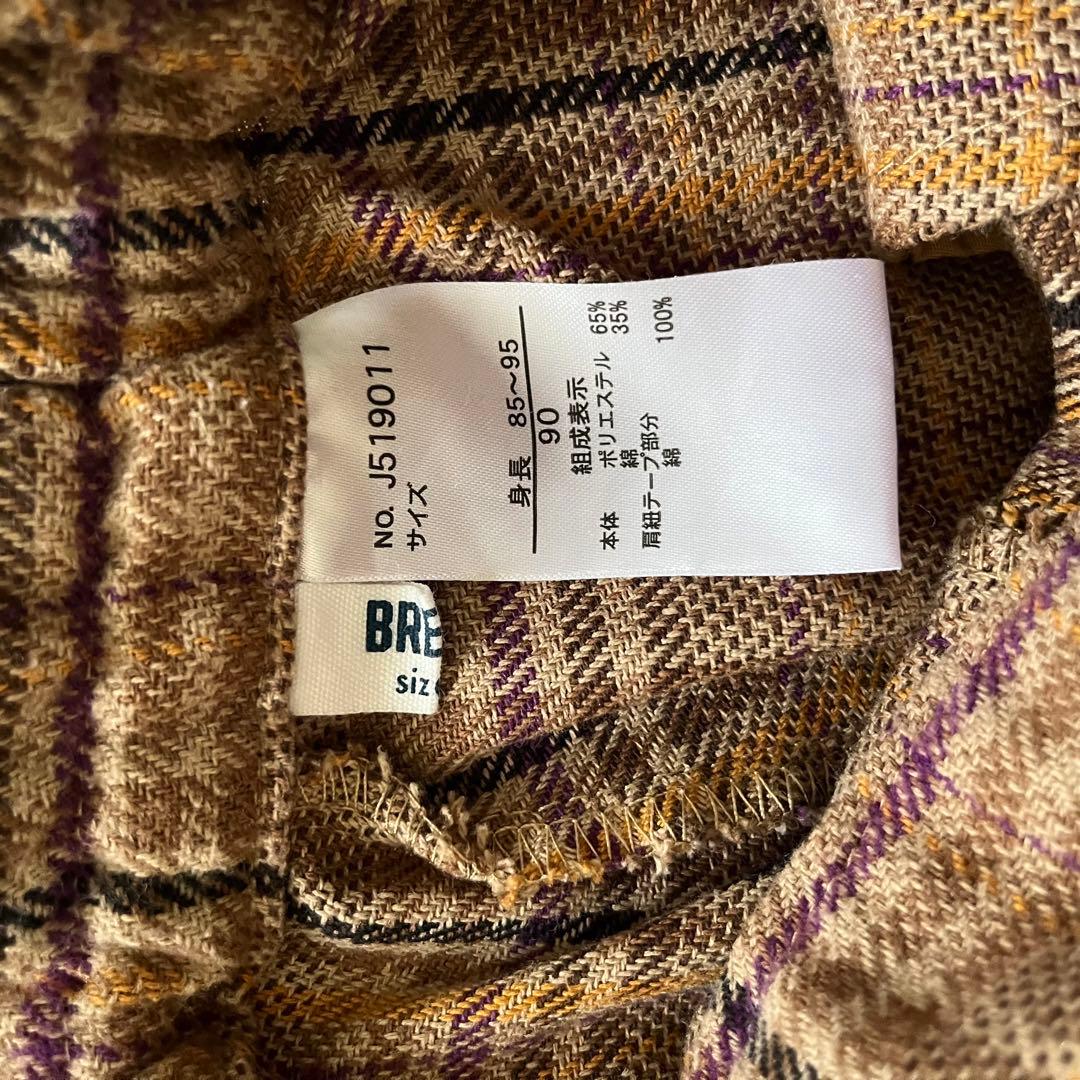 No. J519011
サイズ
身長 85～95
90
組成表示
本体 ポリエステル 65%
綿 35%
肩紐テープ部分
綿 100%
BRE
siz